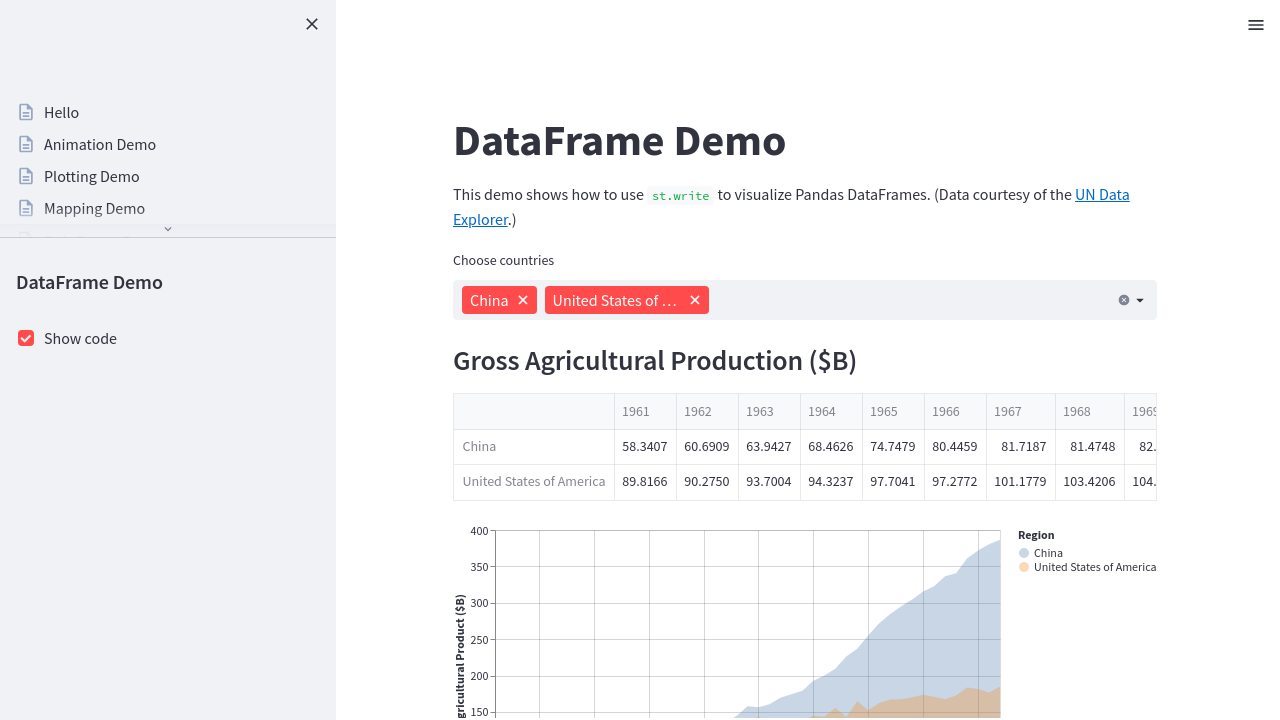 Hello
Animation Demo
Plotting Demo
Mapping Demo
DataFrame Demo
Show code
DataFrame Demo
This demo shows how to use st.write to visualize Pandas DataFrames. (Data courtesy of the UN Data
Explorer.)
Choose countries
China
United States of ...
Gross Agricultural Production ($B)
1961 1962 1963 1964 1965 1966 1967 1968 1969
China 58.3407 60.6909 63.9427 68.4626 74.7479 80.4459 81.7187 81.4748 82.
United States of America 89.8166 90.2750 93.7004 94.3237 97.7041 97.2772 101.1779 103.4206 104.
400
350
300
250
200
150
gricultural Product ($B)
Region
China
United States of America